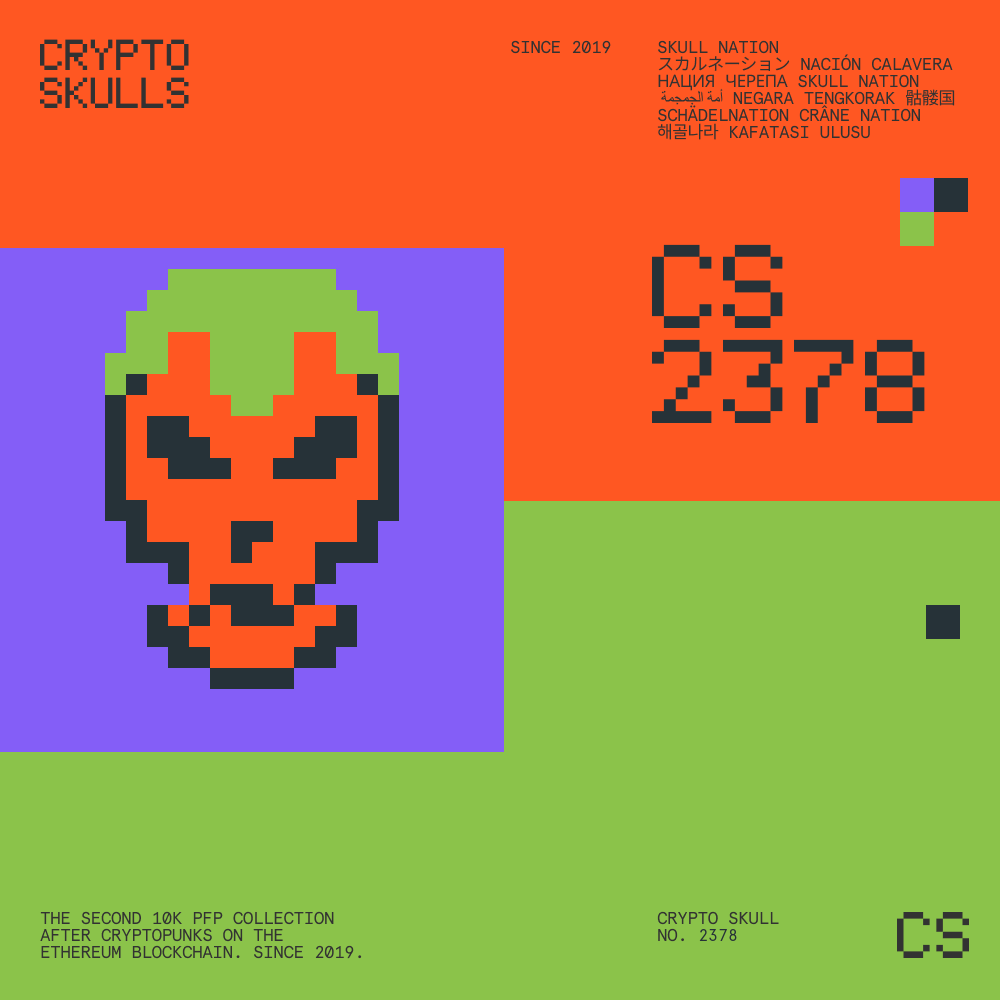 CRYPTO
SKULLS
SINCE 2019
SKULL NATION
スカルネーション NACIÓN CALAVERA
НАЦИЯ ЧЕРЕПА SKULL NATION
أمة الجمجمة NEGARA TENGKORAK 骷髅国
SCHÄDELNATION CRÂNE NATION
해골나라 KAFATASI ULUSU
CS
2378
THE SECOND 10K PFP COLLECTION
AFTER CRYPTOPUNKS ON THE
ETHEREUM BLOCKCHAIN. SINCE 2019.
CRYPTO SKULL
NO. 2378
CS